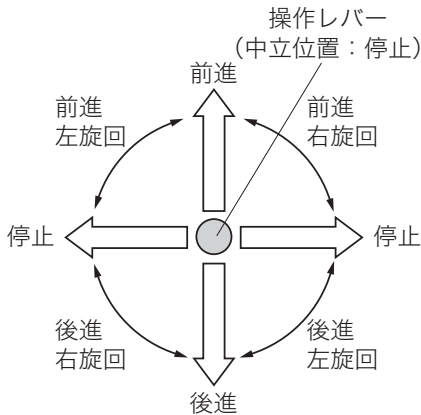 操作レバー
（中立位置：停止）
前進
前進
左旋回
前進
右旋回
停止
停止
後進
右旋回
後進
左旋回
後進